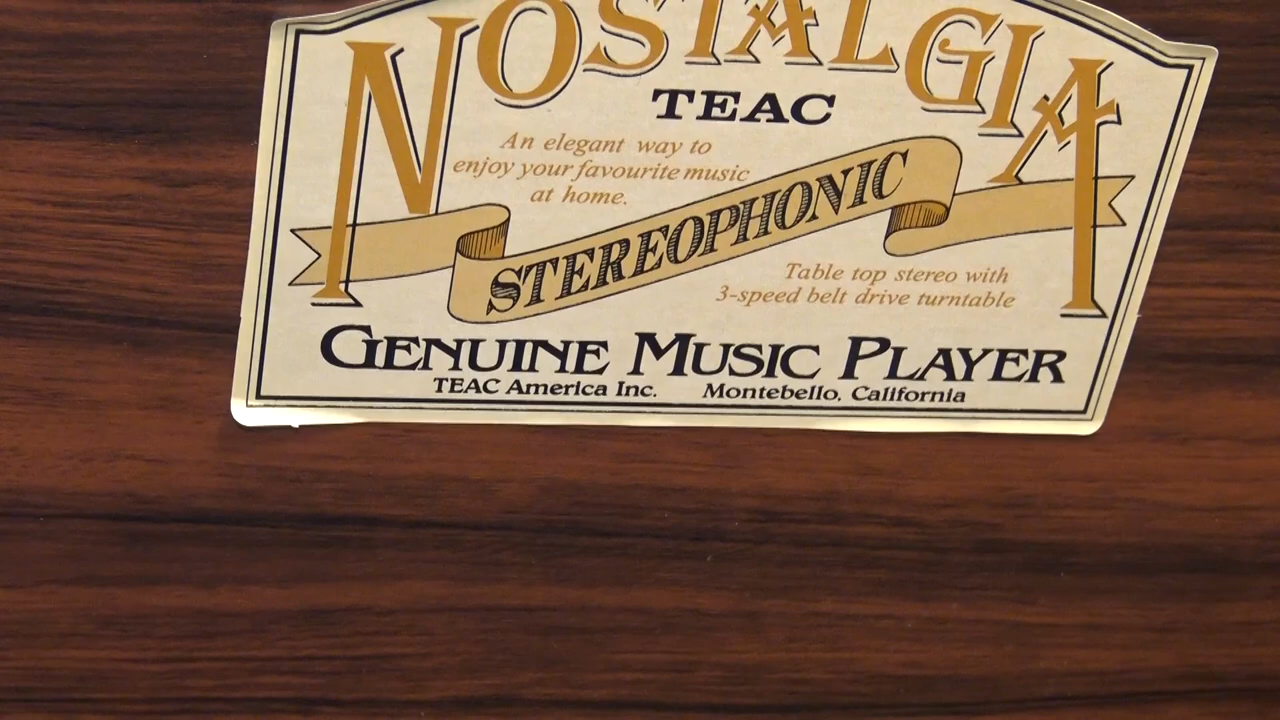 NOSTALGIA
TEAC
An elegant way to
enjoy your favourite music
at home.
STEREOPHONIC
Table top stereo with
3-speed belt drive turntable
GENUINE MUSIC PLAYER
TEAC America Inc. Montebello, California